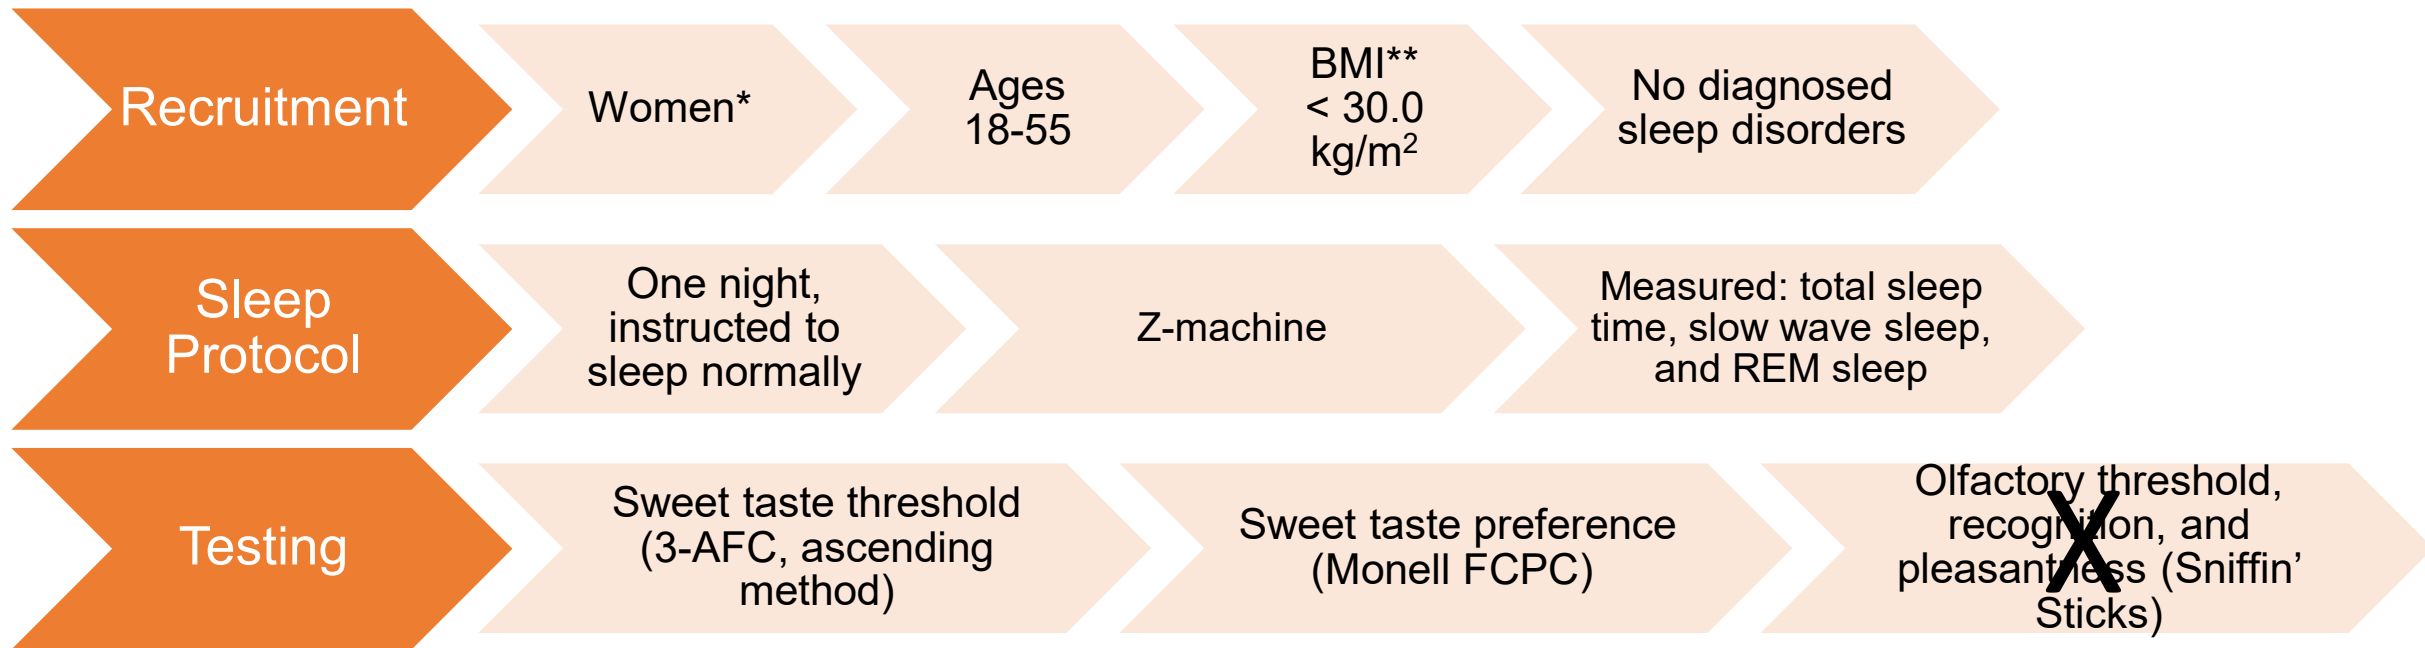 Recruitment
Women*
Ages
18-55
BMI**
< 30.0
kg/m²
No diagnosed
sleep disorders
Sleep
Protocol
One night,
instructed to
sleep normally
Z-machine
Measured: total sleep
time, slow wave sleep,
and REM sleep
Testing
Sweet taste threshold
(3-AFC, ascending
method)
Sweet taste preference
(Monell FCPC)
Olfactory threshold,
recognition, and
pleasantness (Sniffin’
Sticks)
X